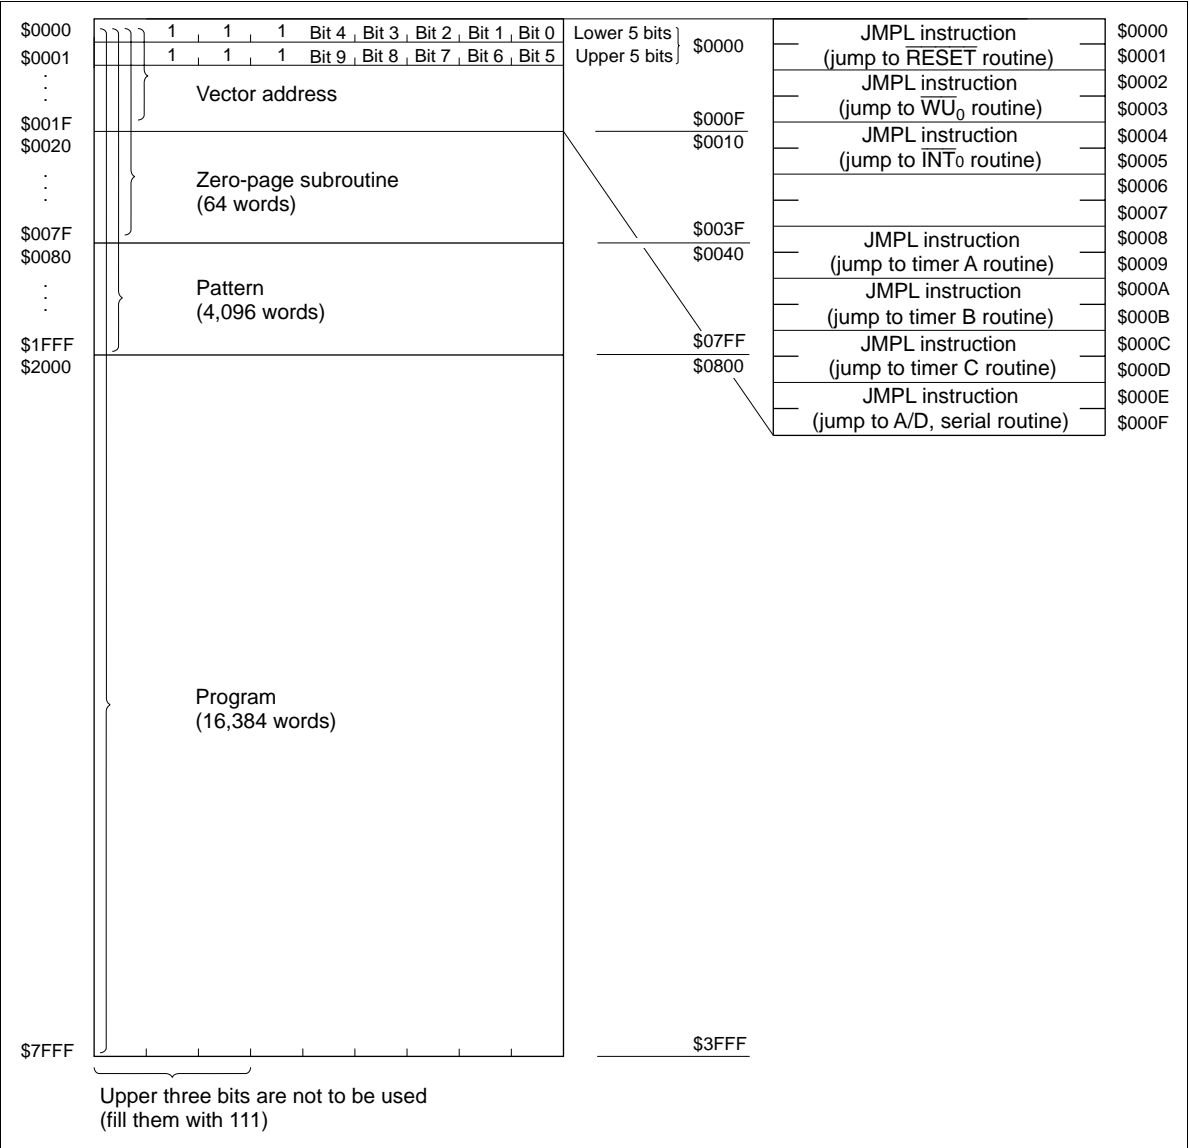 $0000 1 1 1 Bit 4 Bit 3 Bit 2 Bit 1 Bit 0 Lower 5 bits
$0001 1 1 1 Bit 9 Bit 8 Bit 7 Bit 6 Bit 5 Upper 5 bits
$0000
Vector address
$001F
$000F
$0020
$0010
Zero-page subroutine
(64 words)
$007F
$003F
$0080
$0040
Pattern
(4,096 words)
$1FFF
$07FF
$2000
$0800
Program
(16,384 words)
$7FFF
$3FFF
Upper three bits are not to be used
(fill them with 111)
JMPL instruction $0000
(jump to RESET routine) $0001
JMPL instruction $0002
(jump to WU0 routine) $0003
JMPL instruction $0004
(jump to INT0 routine) $0005
$0006
$0007
JMPL instruction $0008
(jump to timer A routine) $0009
JMPL instruction $000A
(jump to timer B routine) $000B
JMPL instruction $000C
(jump to timer C routine) $000D
JMPL instruction $000E
(jump to A/D, serial routine) $000F